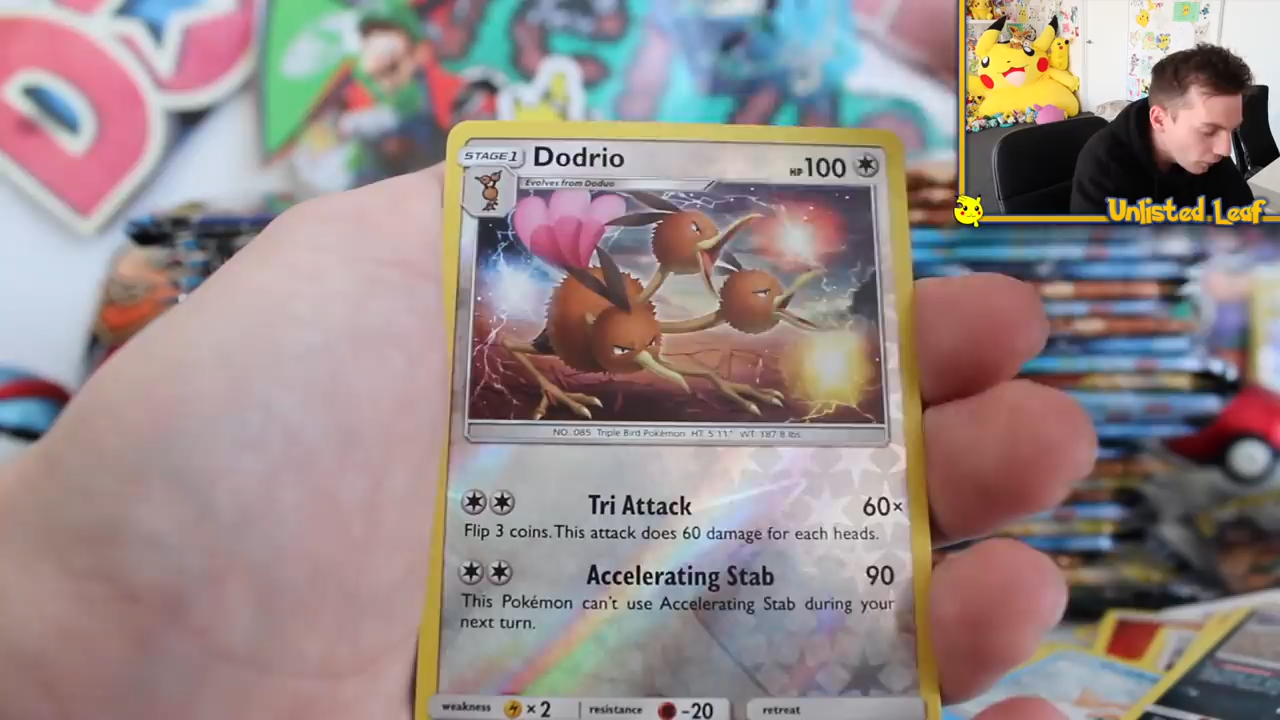 STAGE 1 Dodrio HP 100
Evolves from Doduo
NO. 085 Triple Bird Pokémon HT: 5'11" WT: 187.8 lbs.
Tri Attack 60×
Flip 3 coins. This attack does 60 damage for each heads.
Accelerating Stab 90
This Pokémon can't use Accelerating Stab during your
next turn.
weakness ×2 resistance -20 retreat
Unlisted.Leaf